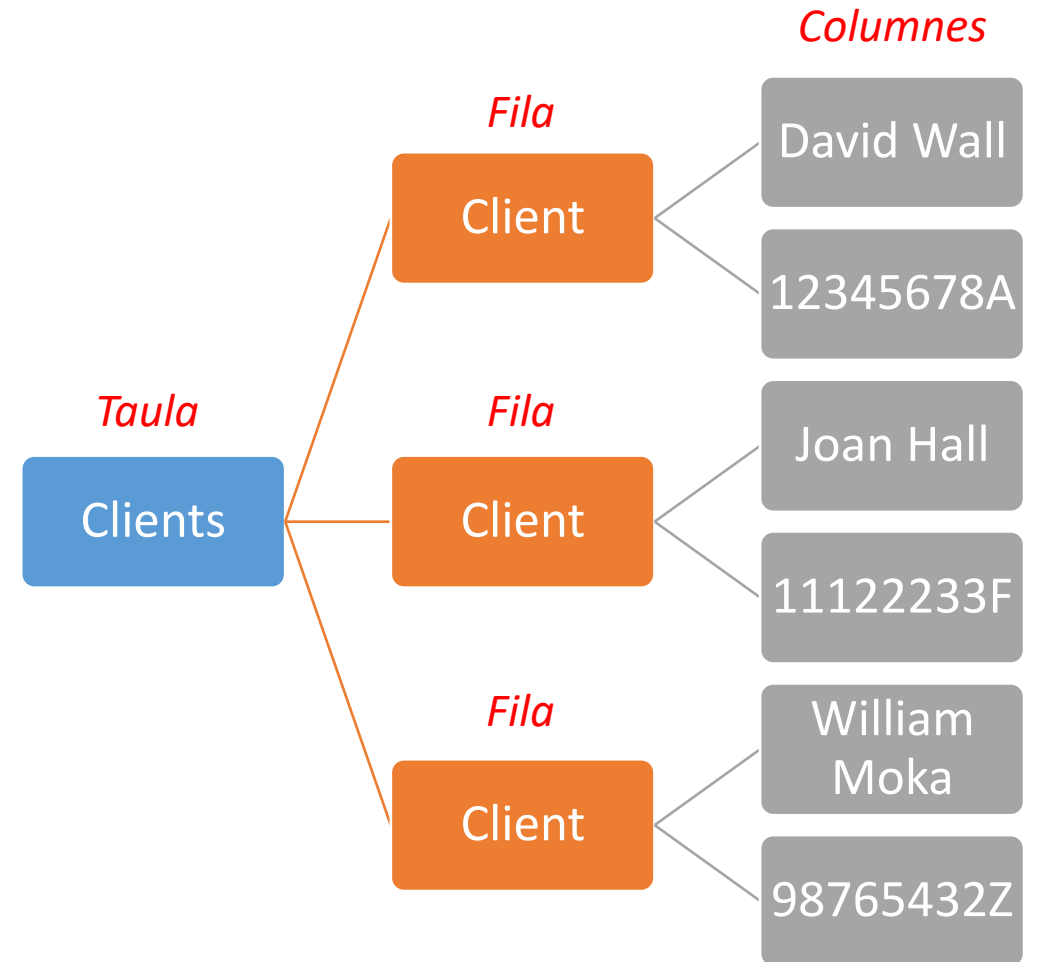 Columnes
Fila
David Wall
Client
12345678A
Taula
Fila
Joan Hall
Clients
Client
11122233F
Fila
William
Moka
Client
98765432Z